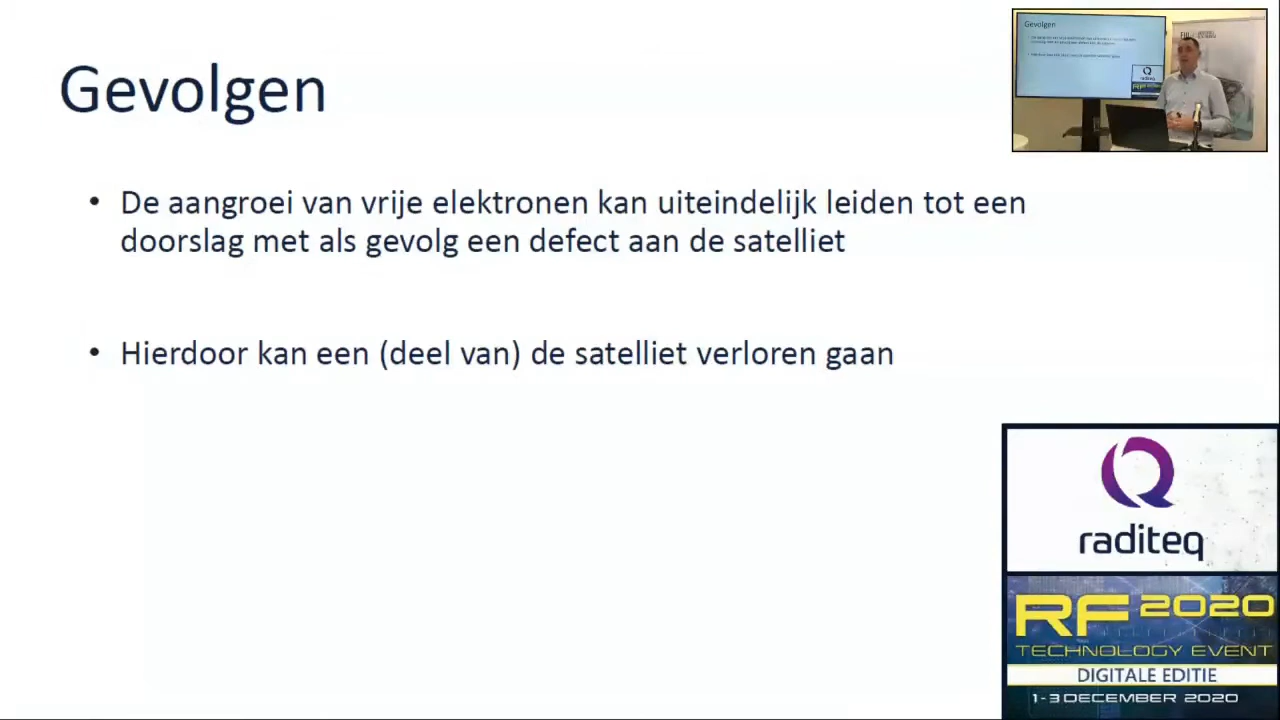 Gevolgen
• De aangroei van vrije elektronen kan uiteindelijk leiden tot een
doorslag met als gevolg een defect aan de satelliet
• Hierdoor kan een (deel van) de satelliet verloren gaan
Gevolgen
raditeq
raditeq
RF 2020
TECHNOLOGY EVENT
DIGITALE EDITIE
1-3 DECEMBER 2020